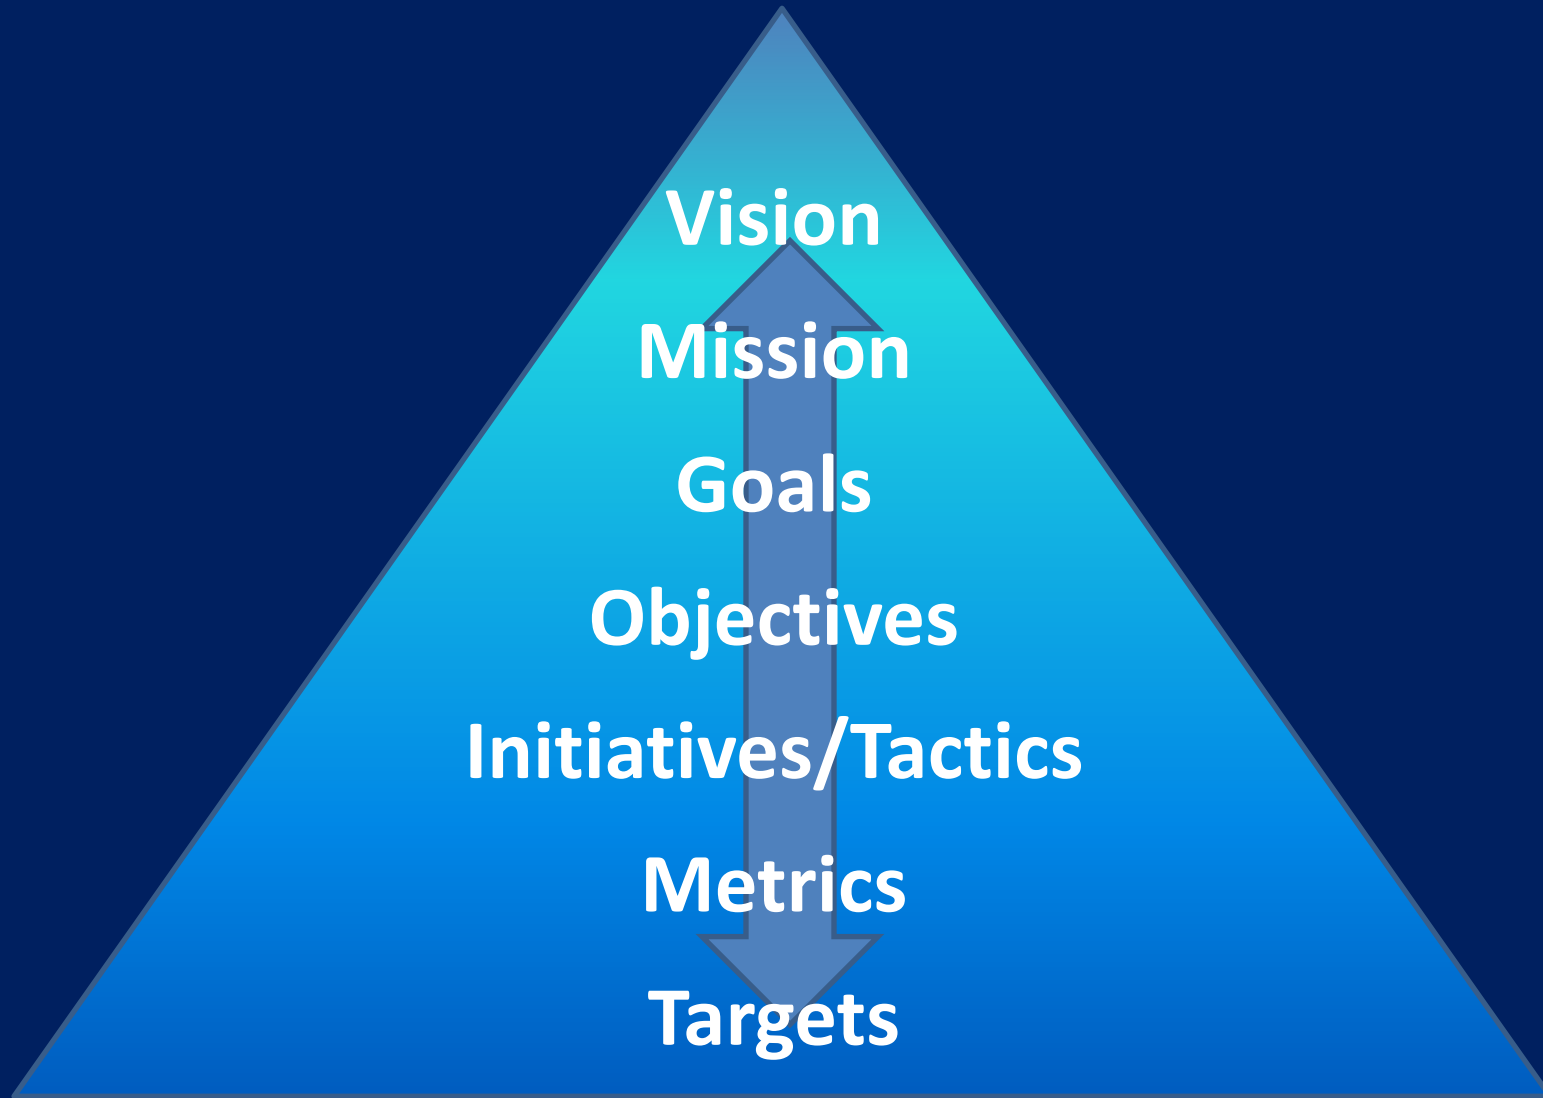 Vision
Mission
Goals
Objectives
Initiatives/Tactics
Metrics
Targets